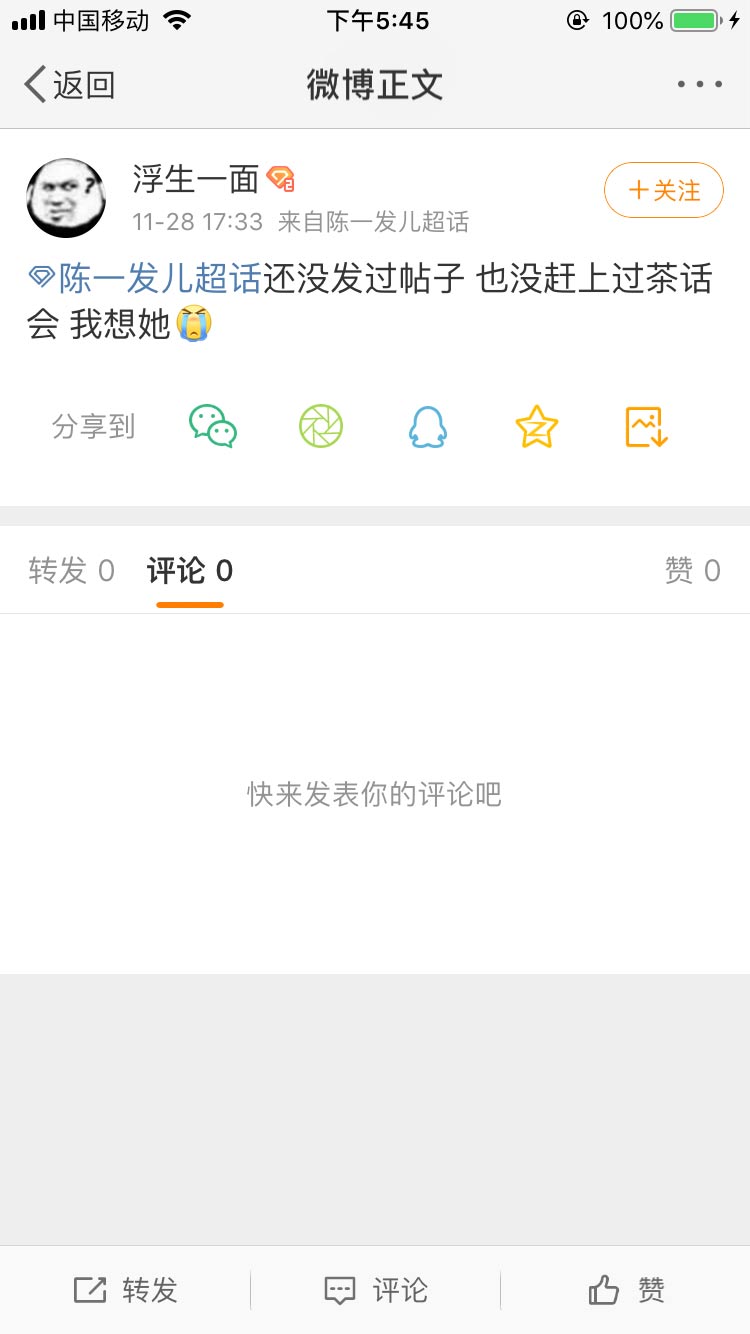 中国移动 下午5:45 100%
返回 微博正文
浮生一面 2
11-28 17:33 来自陈一发儿超话
+关注
陈一发儿超话还没发过帖子 也没赶上过茶话
会 我想她
分享到
转发 0 评论 0 赞 0
快来发表你的评论吧
转发 评论 赞